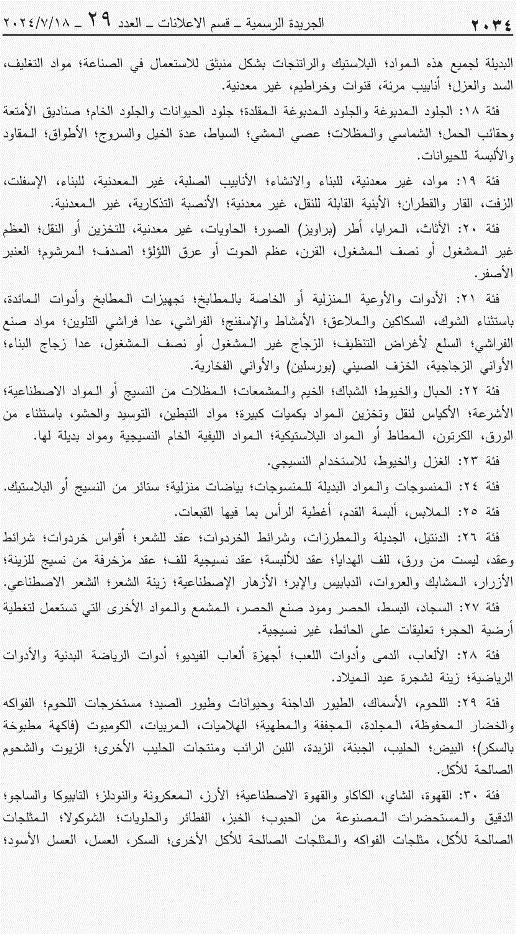 ٢٠٣٤ الجريدة الرسمية ـ قسم الاعلانات ـ العدد ٢٩ ـ ٢٠٢٤/٧/١٨
البديلة لجميع هذه المواد؛ البلاستيك والراتنجات بشكل منبثق للاستعمال في الصناعة؛ مواد التغليف،
السد والعزل؛ أنابيب مرنة، قنوات وخراطيم، غير معدنية.
فئة ١٨: الجلود المدبوغة والجلود المدبوغة المقلدة؛ جلود الحيوانات والجلود الخام؛ صناديق الأمتعة
وحقائب الحمل؛ الشماسي والمظلات؛ عصي المشي؛ السياط، عدة الخيل والسروج؛ الأطواق؛ المقاود
والألبسة للحيوانات.
فئة ١٩: مواد، غير معدنية، للبناء والانشاء؛ الأنابيب الصلبة، غير المعدنية، للبناء، الإسفلت،
الزفت، القار والقطران؛ الأبنية القابلة للنقل، غير معدنية؛ الأنصبة التذكارية، غير المعدنية.
فئة ٢٠: الأثاث، المرايا، أطر (براويز) الصور؛ الحاويات، غير معدنية، للتخزين أو النقل؛ العظم
غير المشغول أو نصف المشغول، القرن، عظم الحوت أو عرق اللؤلؤ؛ الصدف؛ المرشوم؛ العنبر
الأصفر.
فئة ٢١: الأدوات والأوعية المنزلية أو الخاصة بالمطابخ؛ تجهيزات المطابخ وأدوات المائدة،
باستثناء الشوك، السكاكين والملاعق؛ الأمشاط والإسفنج؛ الفراشي، عدا فراشي التلوين؛ مواد صنع
الفراشي؛ السلع لأغراض التنظيف؛ الزجاج غير المشغول أو نصف المشغول، عدا زجاج البناء؛
الأواني الزجاجية، الخزف الصيني (بورسلين) والأواني الفخارية.
فئة ٢٢: الحبال والخيوط؛ الشباك؛ الخيم والمشمعات؛ المظلات من النسيج أو المواد الاصطناعية؛
الأشرعة؛ الأكياس لنقل وتخزين المواد بكميات كبيرة؛ مواد التبطين، التوسيد والحشو، باستثناء من
الورق، الكرتون، المطاط أو المواد البلاستيكية؛ المواد الليفية الخام النسيجية ومواد بديلة لها.
فئة ٢٣: الغزل والخيوط، للاستخدام النسيجي.
فئة ٢٤: المنسوجات والمواد البديلة للمنسوجات؛ بياضات منزلية؛ ستائر من النسيج أو البلاستيك.
فئة ٢٥: الملابس، ألبسة القدم، أغطية الرأس بما فيها القبعات.
فئة ٢٦: الدنتيل، الجديلة والمطرزات، وشرائط الخردوات؛ عقد للشعر؛ أقواس خردوات؛ شرائط
وعقد، ليست من ورق، للف الهدايا؛ عقد للألبسة؛ عقد نسيجية للف؛ عقد مزخرفة من نسيج للزينة؛
الأزرار، المشابك والعروات، الدبابيس والإبر؛ الأزهار الإصطناعية؛ زينة الشعر؛ الشعر الاصطناعي.
فئة ٢٧: السجاد، البسط، الحصر ومود صنع الحصر، المشمع والمواد الأخرى التي تستعمل لتغطية
أرضية الحجر؛ تعليقات على الحائط، غير نسيجية.
فئة ٢٨: الألعاب، الدمى وأدوات اللعب؛ أجهزة ألعاب الفيديو؛ أدوات الرياضة البدنية والأدوات
الرياضية؛ زينة لشجرة عيد الميلاد.
فئة ٢٩: اللحوم، الأسماك، الطيور الداجنة وحيوانات وطيور الصيد؛ مستخرجات اللحوم؛ الفواكه
والخضار المحفوظة، المجلدة، المجففة والمطهية؛ الهلاميات، المربيات، الكومبوت (فاكهة مطبوخة
بالسكر)؛ البيض؛ الحليب، الجبنة، الزبدة، اللبن الرائب ومنتجات الحليب الأخرى؛ الزيوت والشحوم
الصالحة للأكل.
فئة ٣٠: القهوة، الشاي، الكاكاو والقهوة الاصطناعية؛ الأرز، المعكرونة والنودلز؛ التابيوكا والساجو؛
الدقيق والمستحضرات المصنوعة من الحبوب؛ الخبز، الفطائر والحلويات؛ الشوكولا؛ المثلجات
الصالحة للأكل، مثلجات الفواكه والمثلجات الصالحة للأكل الأخرى؛ السكر، العسل، العسل الأسود؛